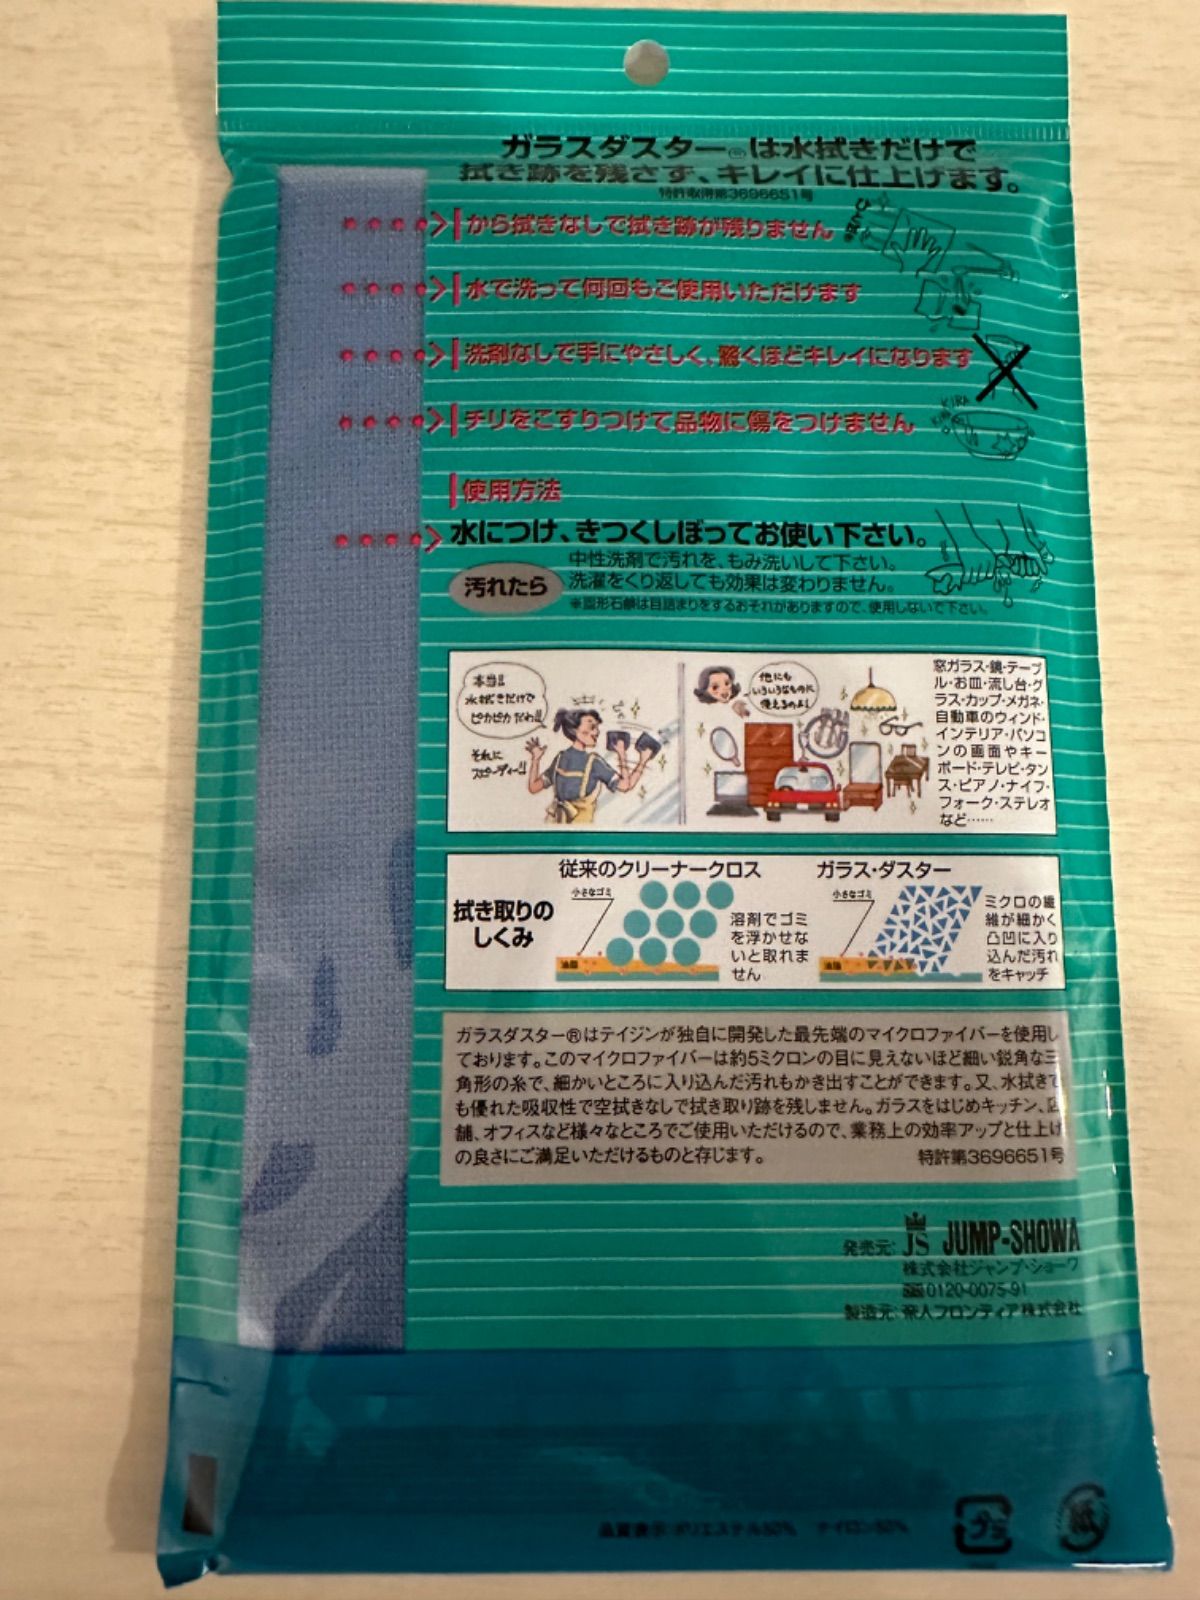 ガラスダスター®は水拭きだけで
拭き跡を残さず、キレイに仕上げます。
特許取得第3696651号
から拭きなしで拭き跡が残りません
水で洗って何回もご使用いただけます
洗剤なしで手にやさしく、驚くほどキレイになります
KIRA
チリをこすりつけて品物に傷をつけません
使用方法
水につけ、きつくしぼってお使い下さい。
汚れたら
中性洗剤で汚れを、もみ洗いして下さい。
洗濯をくり返しても効果は変わりません。
※固形石鹸は目詰まりをするおそれがありますので、使用しないで下さい。
本当!!
水拭きだけで
ピカピカだわ!!
それに
スピーディー!!
他にも
いろいろなものに
使えるのよ!
窓ガラス・鏡・テーブ
ル・お皿・流し台・グ
ラス・カップ・メガネ・
自動車のウィンド・
インテリア・パソコ
ンの画面やキー
ボード・テレビ・タン
ス・ピアノ・ナイフ・
フォーク・ステレオ
など……
拭き取りの
しくみ
従来のクリーナークロス
小さなゴミ
油脂
溶剤でゴミ
を浮かせな
いと取れま
せん
ガラス・ダスター
小さなゴミ
油脂
ミクロの繊
維が細かく
凸凹に入り
込んだ汚れ
をキャッチ
ガラスダスター®はテイジンが独自に開発した最先端のマイクロファイバーを使用し
ております。このマイクロファイバーは約5ミクロンの目に見えないほど細い鋭角な三
角形の糸で、細かいところに入り込んだ汚れもかき出すことができます。又、水拭きで
も優れた吸収性で空拭きなしで拭き取り跡を残しません。ガラスをはじめキッチン、店
舗、オフィスなど様々なところでご使用いただけるので、業務上の効率アップと仕上げ
の良さにご満足いただけるものと存じます。
特許第3696651号
発売元: JS JUMP-SHOWA
株式会社ジャンプ・ショーワ
0120-0075-91
製造元: 帝人フロンティア株式会社
品質表示:ポリエステル50% ナイロン50%
プラ
紙